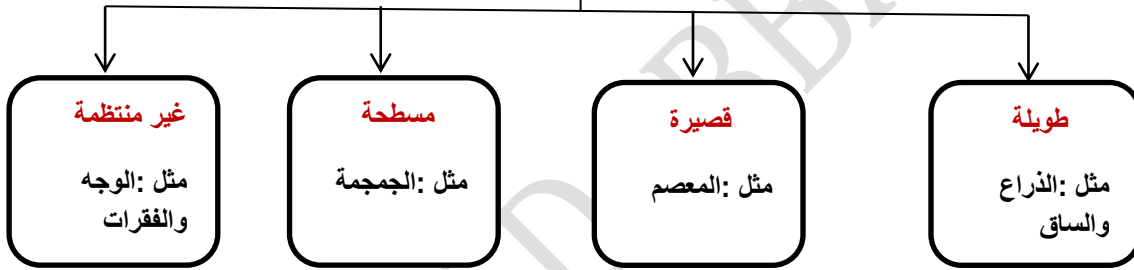 طويلة
مثل :الذراع
والساق
قصيرة
مثل :المعصم
مسطحة
مثل :الجمجمة
غير منتظمة
مثل :الوجه
والفقرات